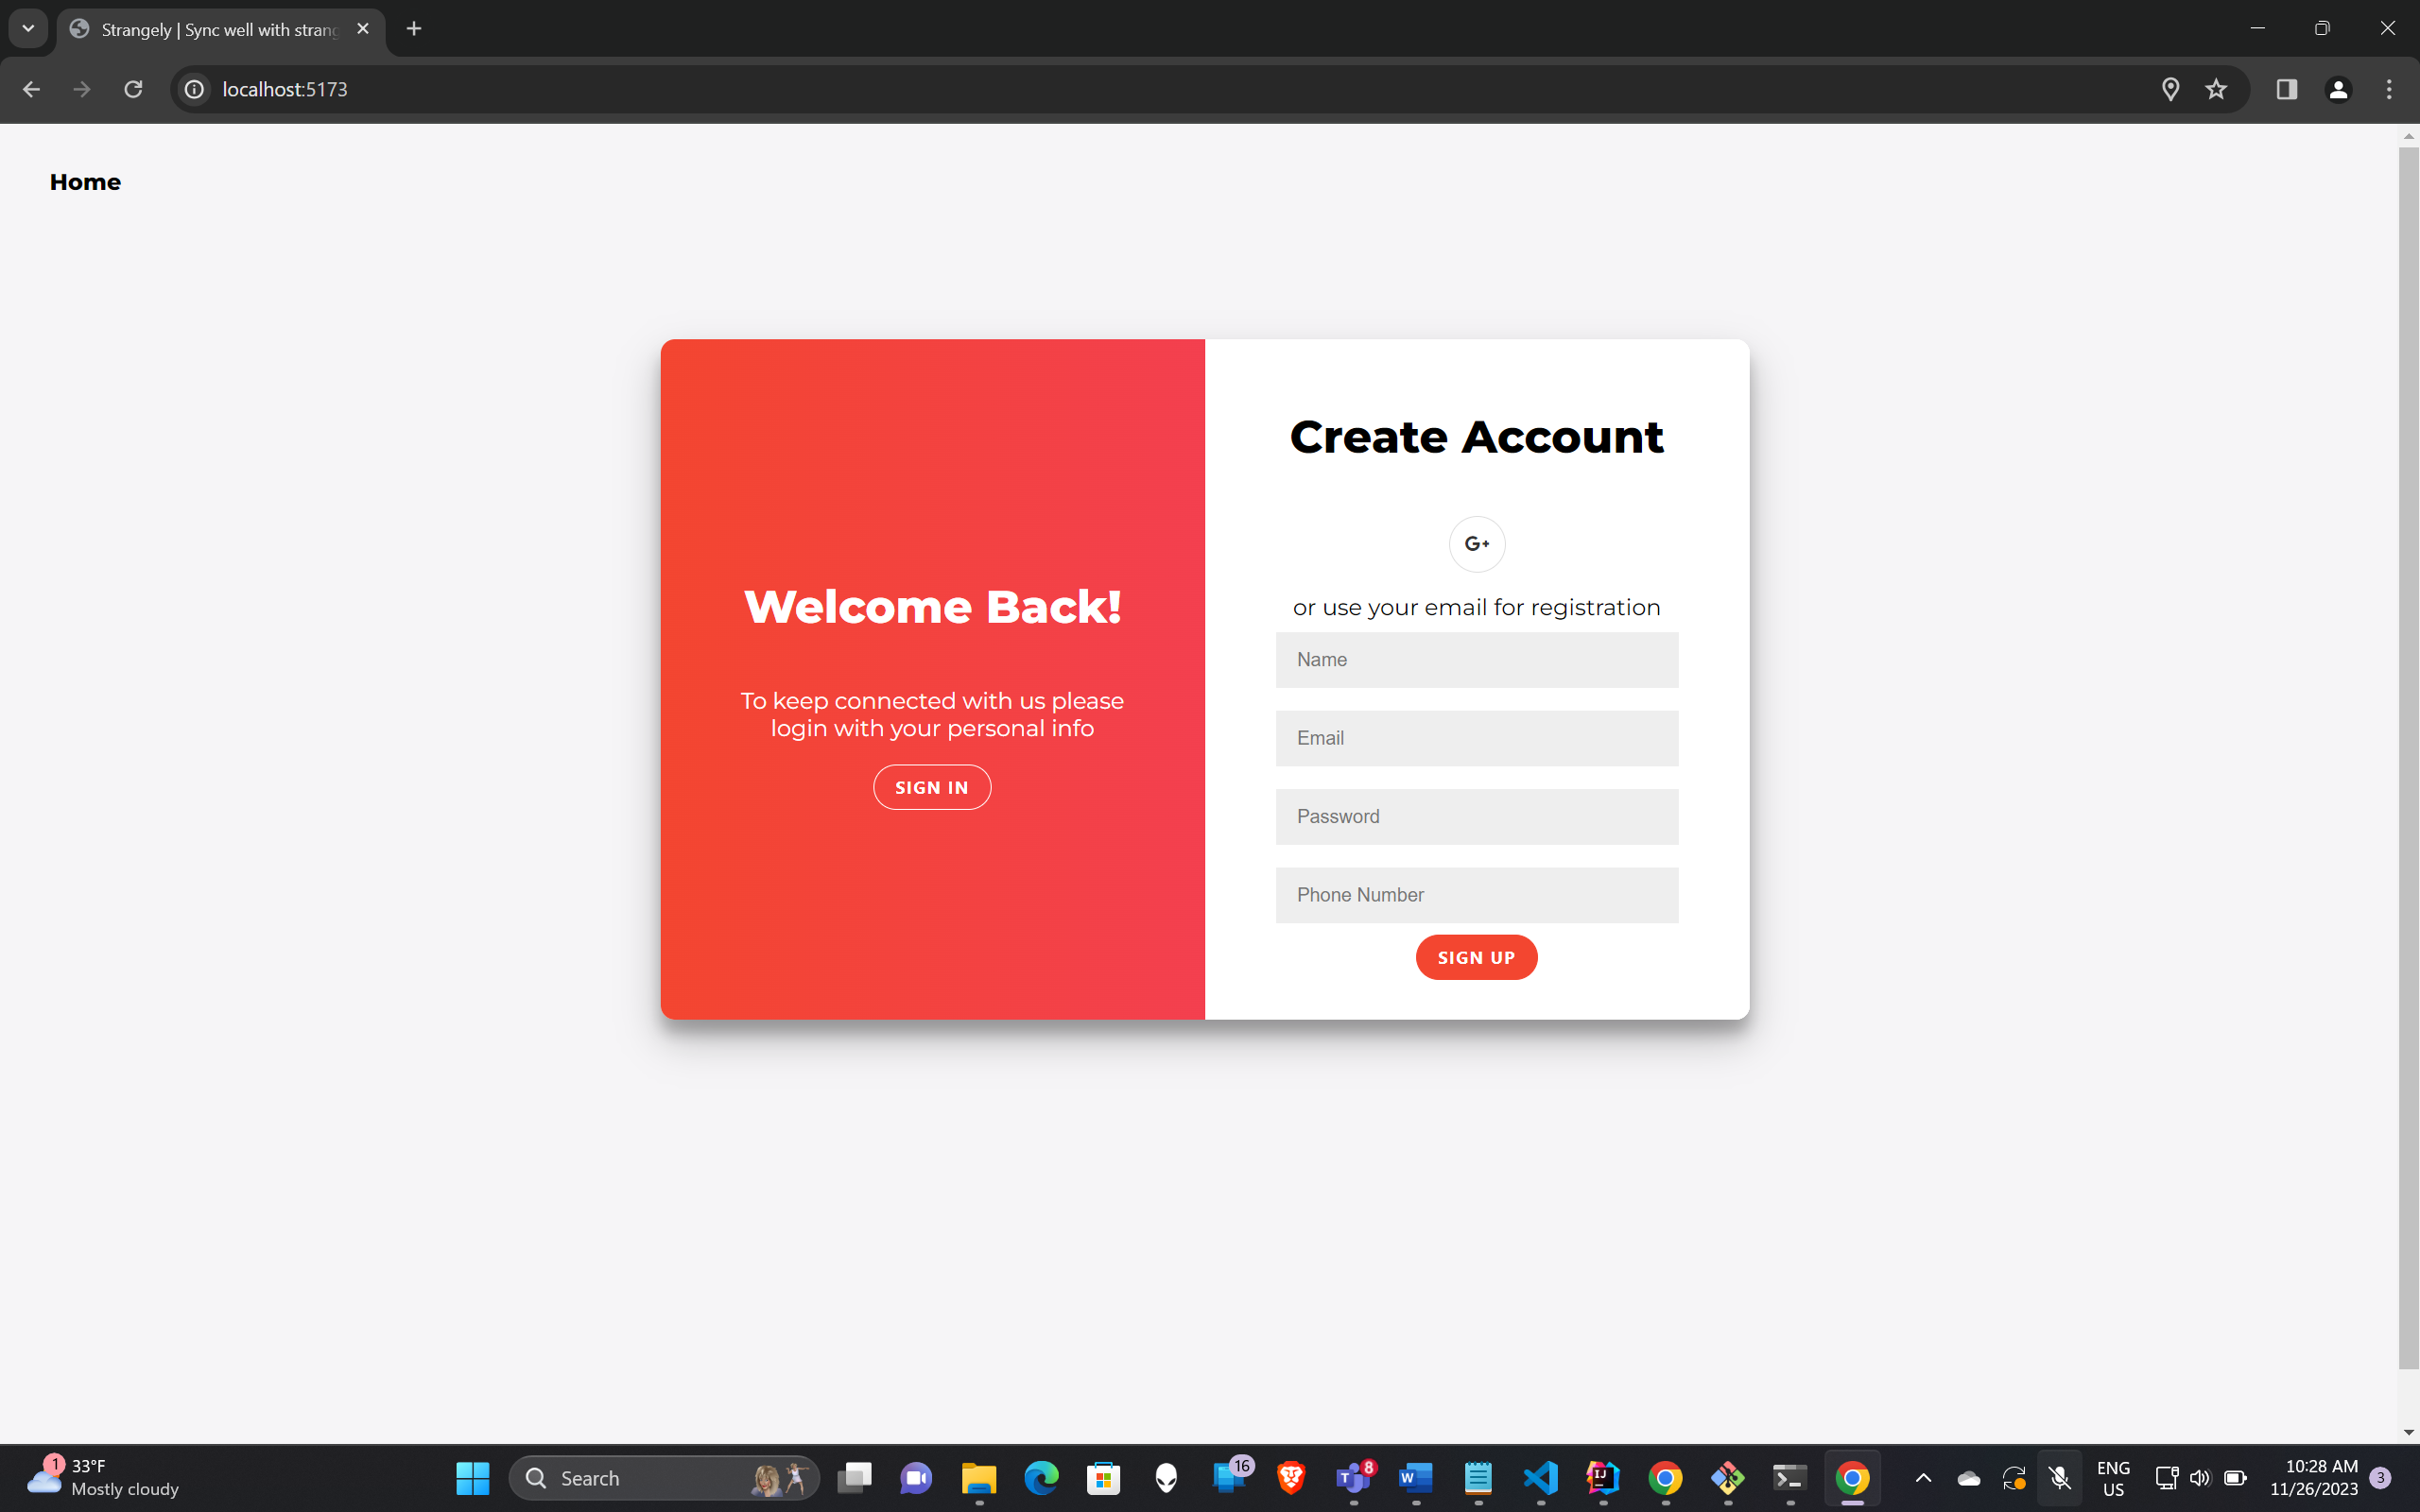 Strangely | Sync well with strang
localhost:5173
Home
Welcome Back!
To keep connected with us please
login with your personal info
SIGN IN
Create Account
G+
or use your email for registration
Name
Email
Password
Phone Number
SIGN UP
1
33°F
Mostly cloudy
Search
16
T
8
W
IJ
ENG
US
10:28 AM
11/26/2023
3